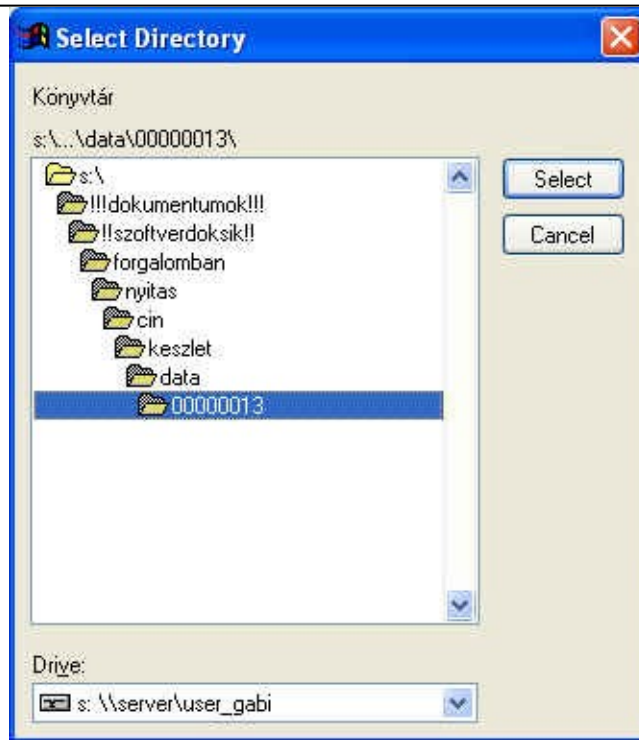 Select Directory
Könyvtár
s:\...\data\00000013\
s:\
!!!dokumentumok!!!
!!szoftverdoksik!!
forgalomban
nyitas
cin
keszlet
data
00000013
Select
Cancel
Drive:
s: \\server\user_gabi